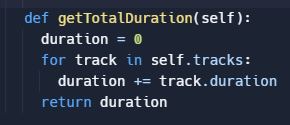 def getTotalDuration(self):
duration = 0
for track in self.tracks:
duration += track.duration
return duration